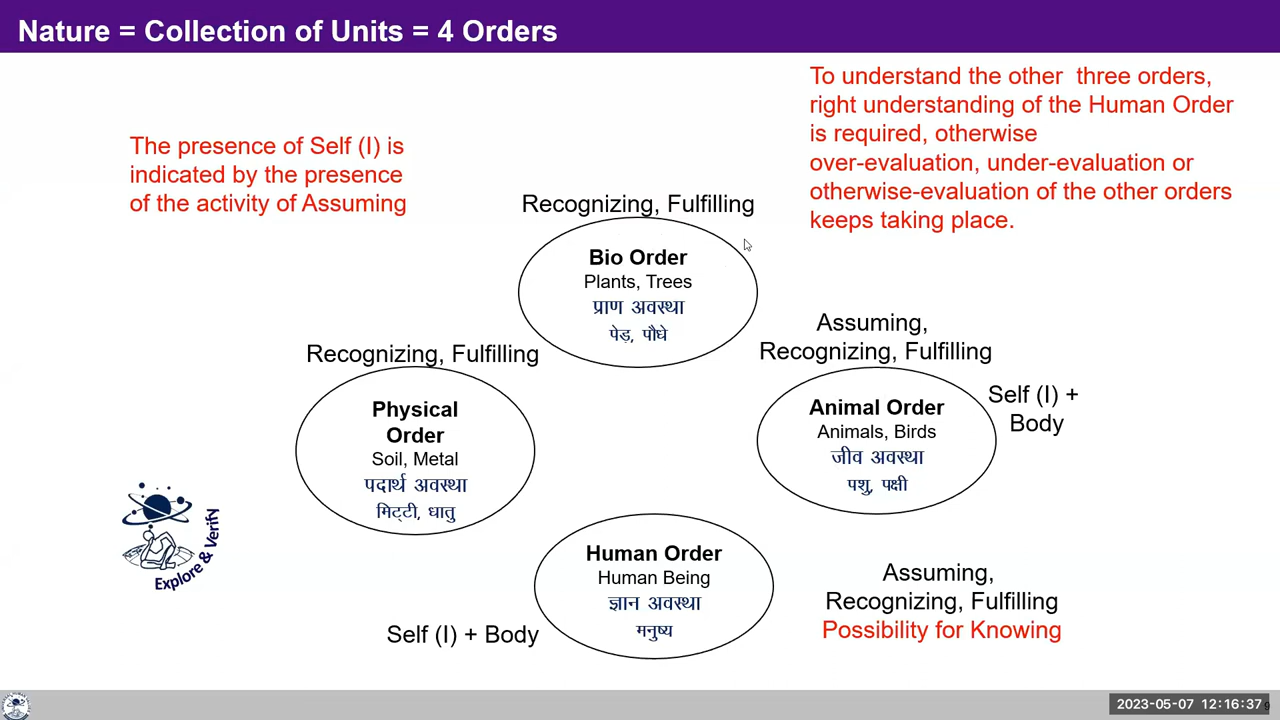 Nature = Collection of Units = 4 Orders
To understand the other  three orders,
right understanding of the Human Order
is required, otherwise
over-evaluation, under-evaluation or
otherwise-evaluation of the other orders
keeps taking place.
The presence of Self (I) is
indicated by the presence
of the activity of Assuming
Recognizing, Fulfilling
Bio Order
Plants, Trees
प्राण अवस्था
पेड़, पौधे
Recognizing, Fulfilling
Physical
Order
Soil, Metal
पदार्थ अवस्था
मिट्टी, धातु
Assuming,
Recognizing, Fulfilling
Animal Order
Animals, Birds
जीव अवस्था
पशु, पक्षी
Self (I) +
Body
Human Order
Human Being
ज्ञान अवस्था
मनुष्य
Self (I) + Body
Assuming,
Recognizing, Fulfilling
Possibility for Knowing
Explore & Verify
2023-05-07 12:16:37
9